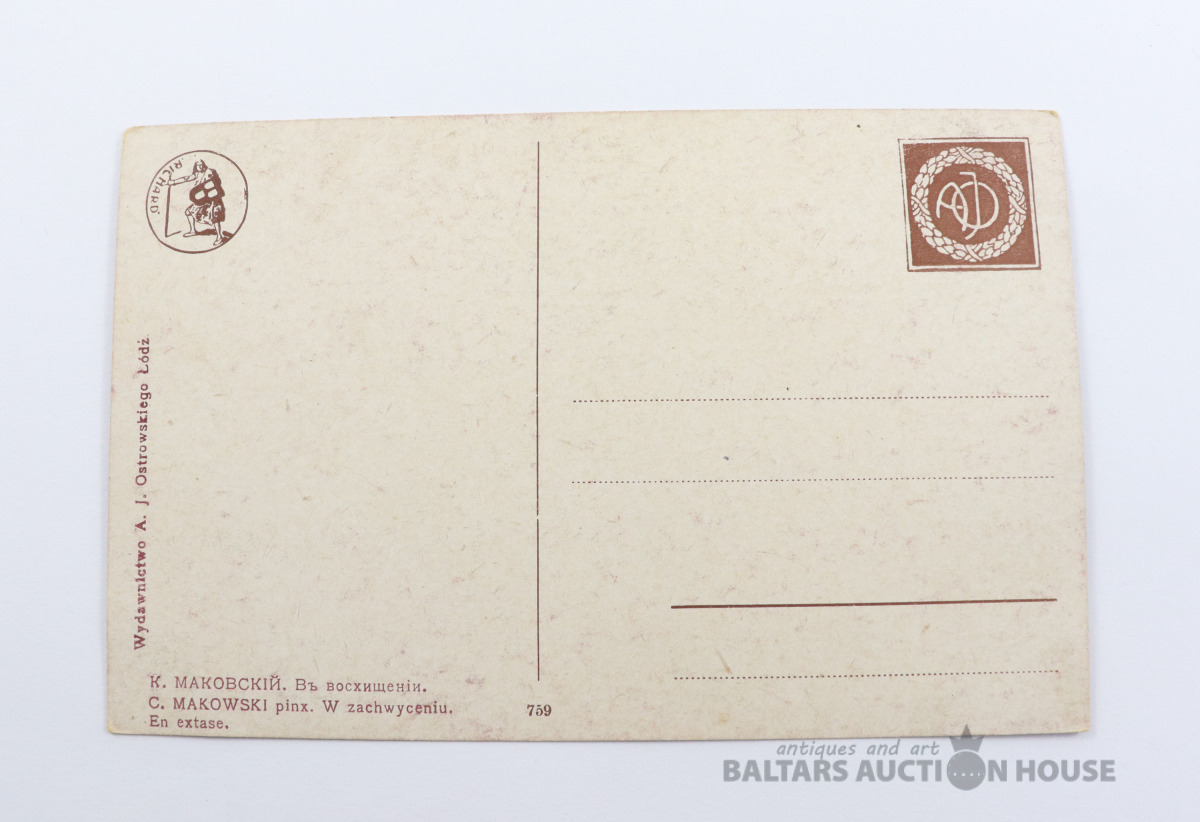 RICHARD
AJO
Wydawnictwo A. J. Ostrowskiego Łódź
К. МАКОВСКІЙ. Въ восхищеніи.
C. MAKOWSKI pinx. W zachwyceniu.
En extase.
759
antiques and art
BALTARS AUCTION HOUSE